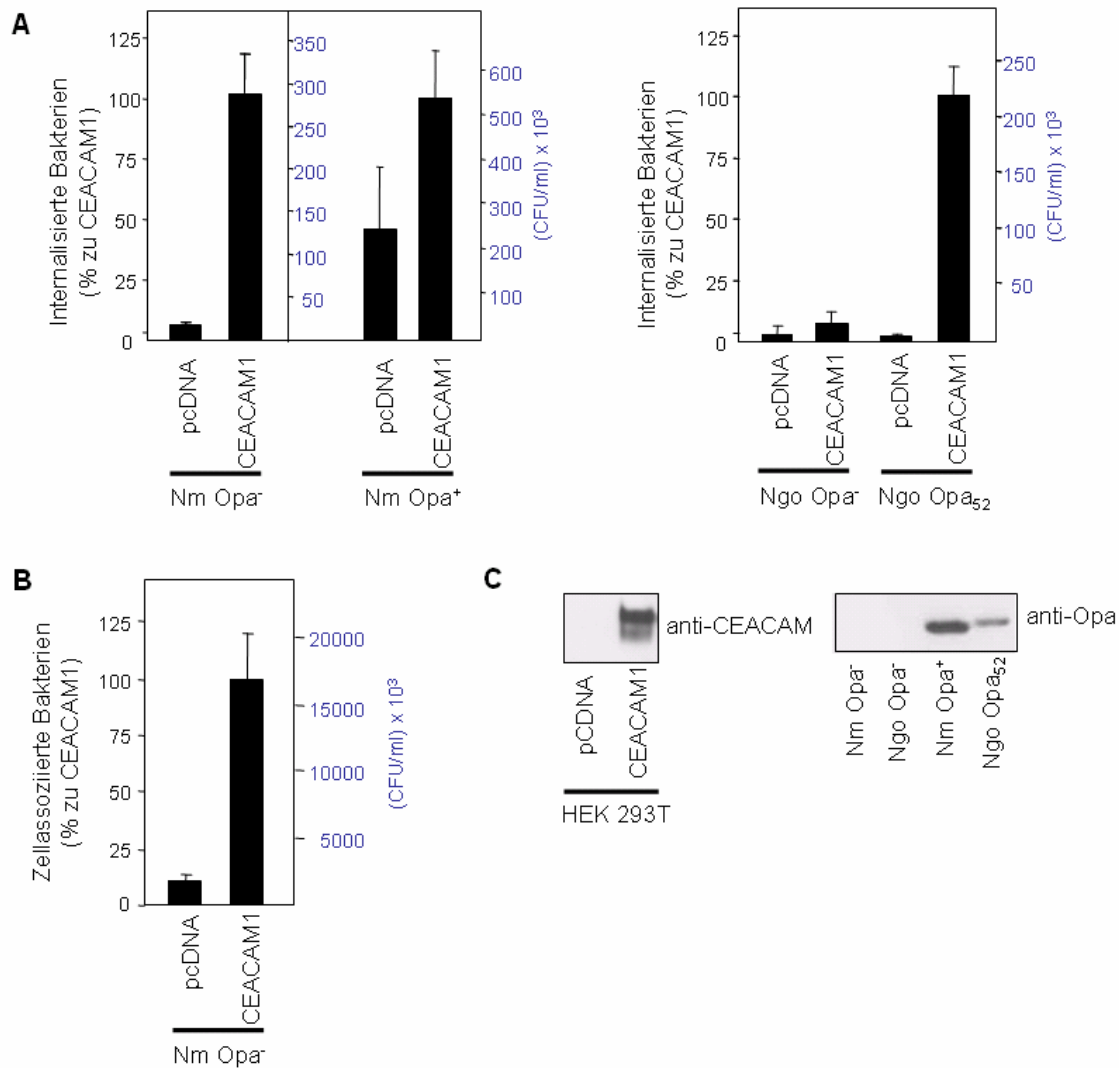 A
Internalisierte Bakterien
(% zu CEACAM1)
125
100
75
50
25
0
350
300
250
200
150
100
50
600
500
400
300
200
100
(CFU/ml) x 10³
pcDNA
CEACAM1
pcDNA
CEACAM1
Nm Opa⁻
Nm Opa⁺
Internalisierte Bakterien
(% zu CEACAM1)
125
100
75
50
25
0
250
200
100
50
(CFU/ml) x 10³
pcDNA
CEACAM1
pcDNA
CEACAM1
Ngo Opa⁻
Ngo Opa₅₂
B
Zellassoziierte Bakterien
(% zu CEACAM1)
125
100
75
50
25
0
20000
15000
10000
5000
(CFU/ml) x 10³
pcDNA
CEACAM1
Nm Opa⁻
C
anti-CEACAM
pCDNA
CEACAM1
HEK 293T
anti-Opa
Nm Opa⁻
Ngo Opa⁻
Nm Opa⁺
Ngo Opa₅₂